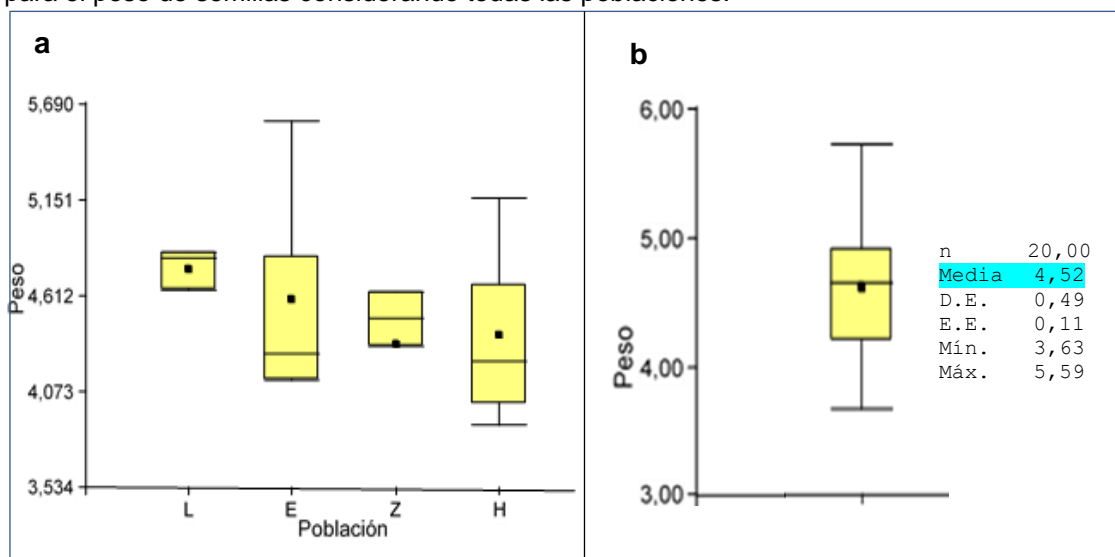 para el peso de semillas considerando todas las poblaciones.
a
5,690
5,151
4,612
4,073
3,534
Peso
L E Z H
Población
b
6,00
5,00
4,00
3,00
Peso
n 20,00
Media 4,52
D.E. 0,49
E.E. 0,11
Mín. 3,63
Máx. 5,59